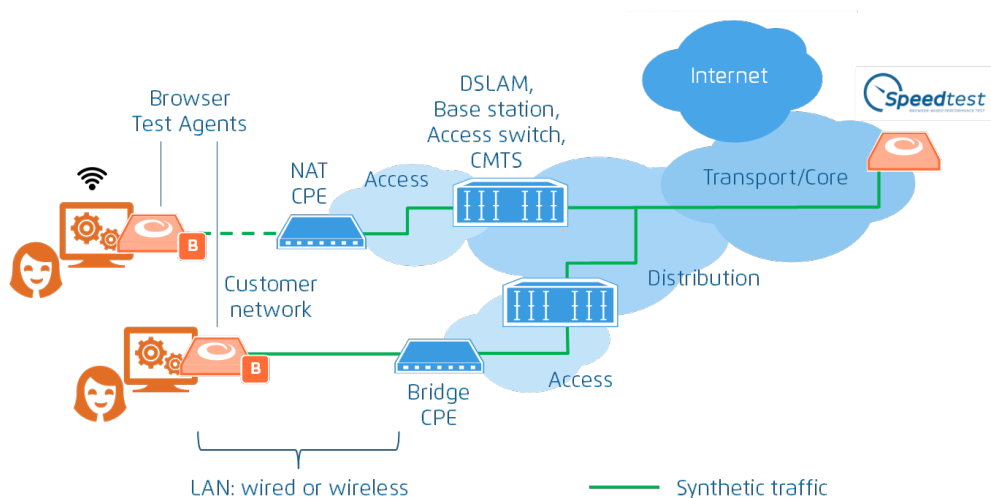 Internet
Speedtest
DSLAM,
Base station,
Access switch,
CMTS
Browser
Test Agents
NAT
CPE
Access
Transport/Core
B
Customer
network
Distribution
B
Bridge
CPE
Access
LAN: wired or wireless
Synthetic traffic